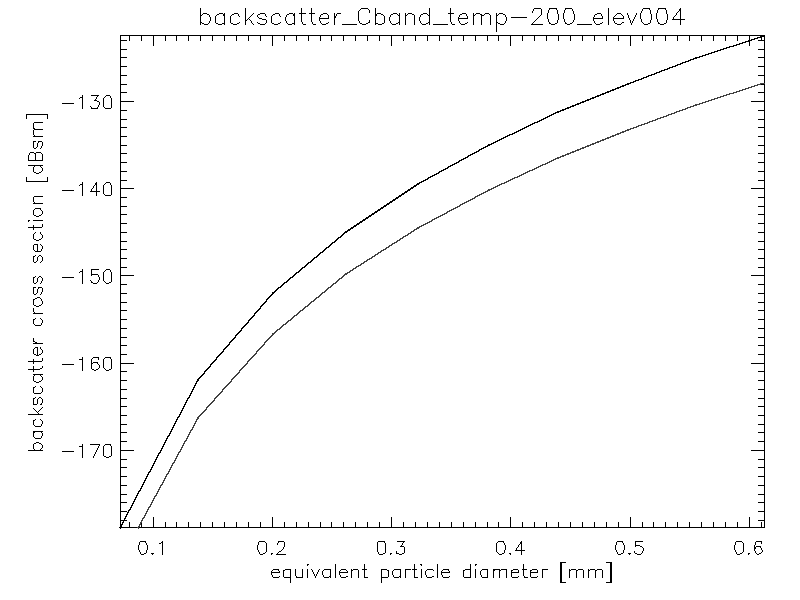 backscatter_Cband_temp-200_elev004
-130
-140
-150
-160
-170
backscatter cross section [dBsm]
0.1 0.2 0.3 0.4 0.5 0.6
equivalent particle diameter [mm]